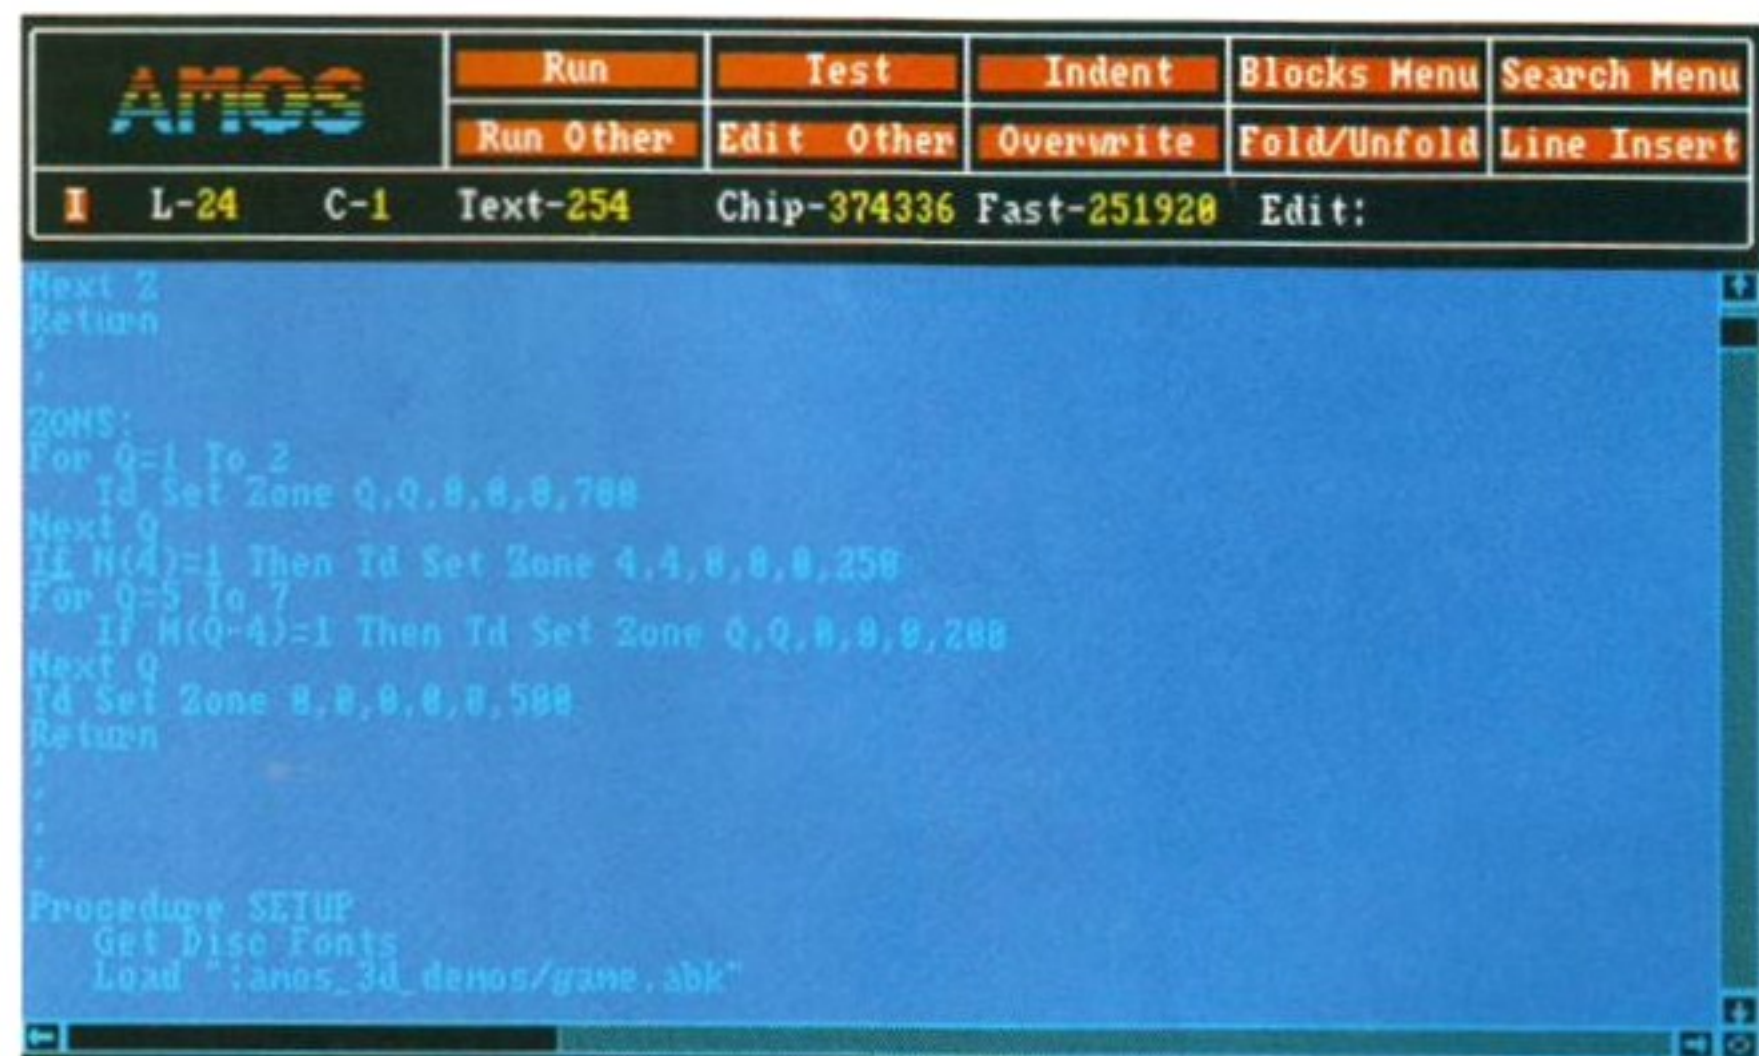 AMOS
Run Test Indent Blocks Menu Search Menu
Run Other Edit Other Overwrite Fold/Unfold Line Insert
I L-24 C-1 Text-254 Chip-374336 Fast-251920 Edit:
Next Z
Return
'
'
ZONS:
For Q=1 To 2
Td Set Zone Q,Q,0,0,0,700
Next Q
If M(4)=1 Then Td Set Zone 4,4,0,0,0,250
For Q=5 To 7
If M(Q-4)=1 Then Td Set Zone Q,Q,0,0,0,200
Next Q
Td Set Zone 8,0,0,0,0,500
Return
'
'
'
'
Procedure SETUP
Get Disc Fonts
Load ":amos_3d_demos/game.abk"